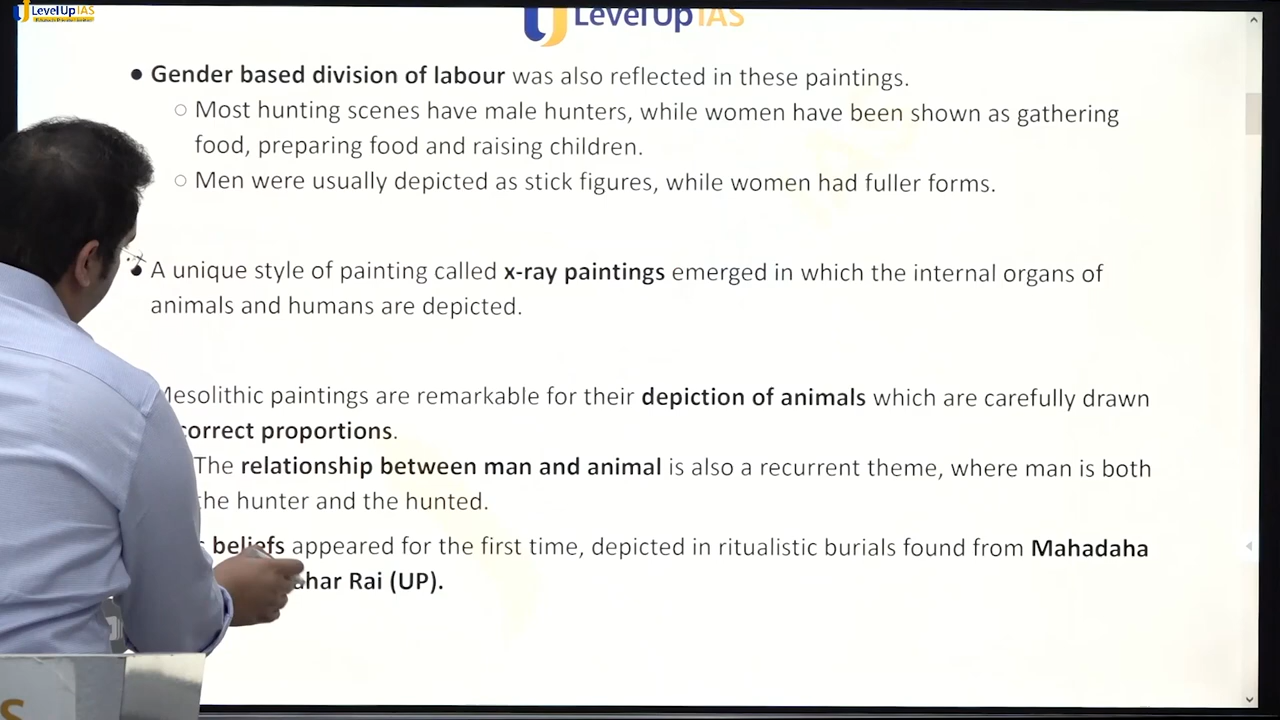 Level Up IAS
LevelUp IAS
● Gender based division of labour was also reflected in these paintings.
○ Most hunting scenes have male hunters, while women have been shown as gathering
food, preparing food and raising children.
○ Men were usually depicted as stick figures, while women had fuller forms.
● A unique style of painting called x-ray paintings emerged in which the internal organs of
animals and humans are depicted.
Mesolithic paintings are remarkable for their depiction of animals which are carefully drawn
correct proportions.
The relationship between man and animal is also a recurrent theme, where man is both
the hunter and the hunted.
beliefs appeared for the first time, depicted in ritualistic burials found from Mahadaha
Rai (UP).